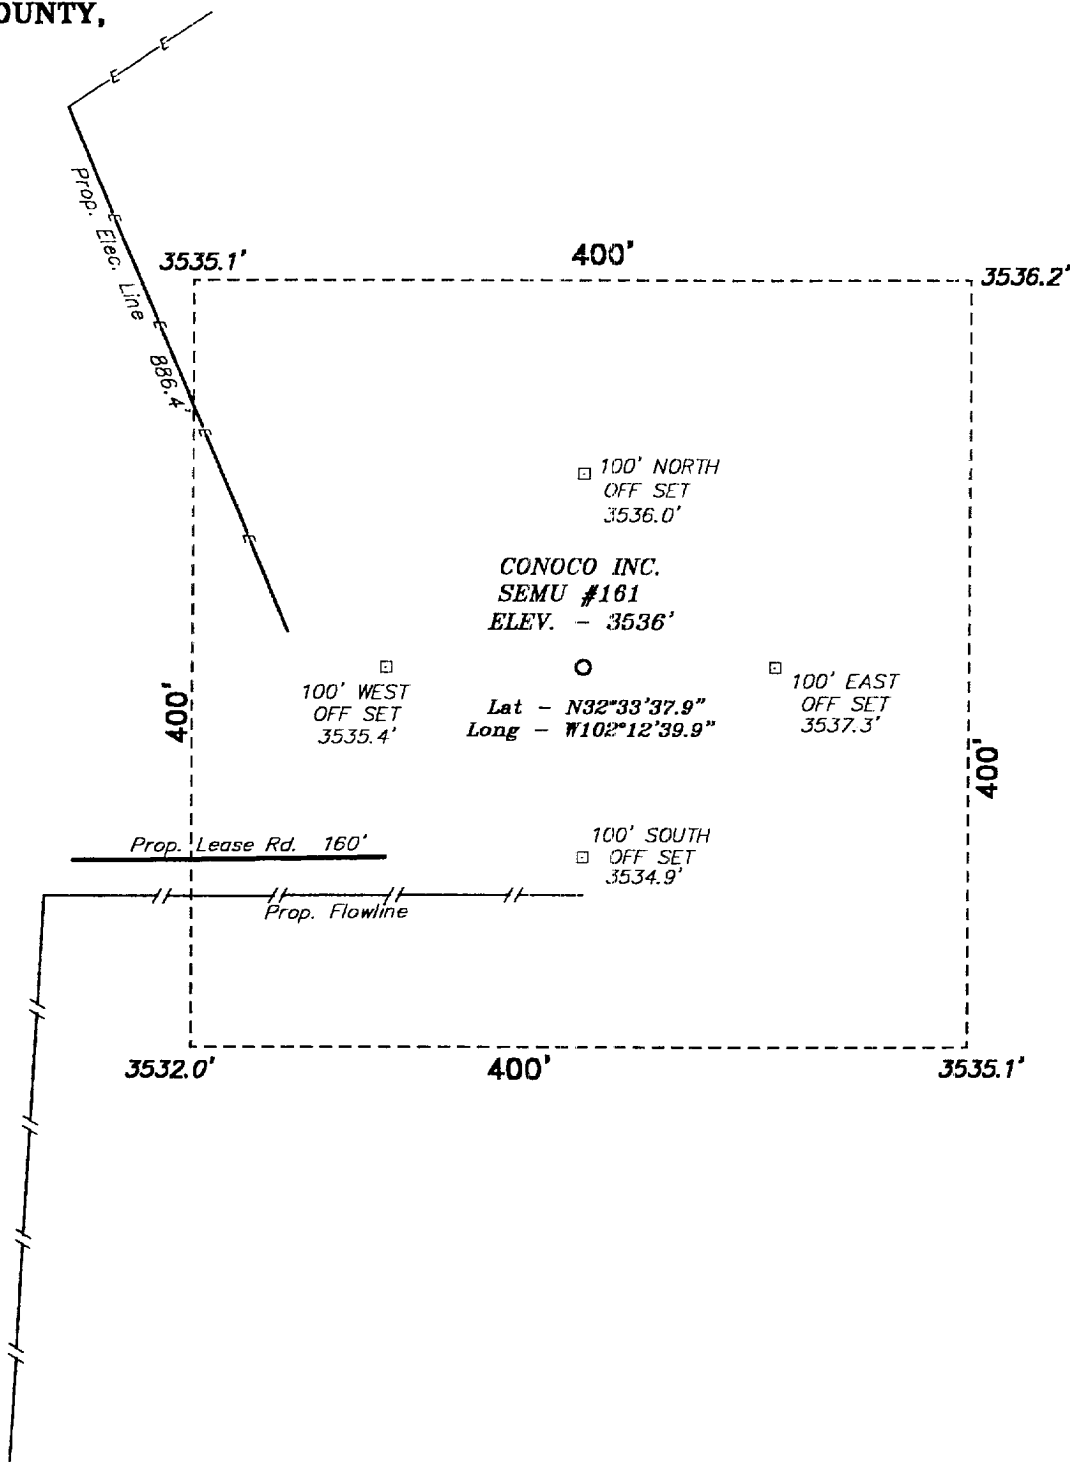 OUNTY,
E
E
Prop. Elec. Line 886.4'
E
E
E
E
3535.1'
400'
3536.2'
100' NORTH
OFF SET
3536.0'
CONOCO INC.
SEMU #161
ELEV. - 3536'
100' WEST
OFF SET
3535.4'
Lat - N32°33'37.9"
Long - W102°12'39.9"
100' EAST
OFF SET
3537.3'
400'
400'
Prop. Lease Rd. 160'
100' SOUTH
OFF SET
3534.9'
Prop. Flowline
3532.0'
400'
3535.1'